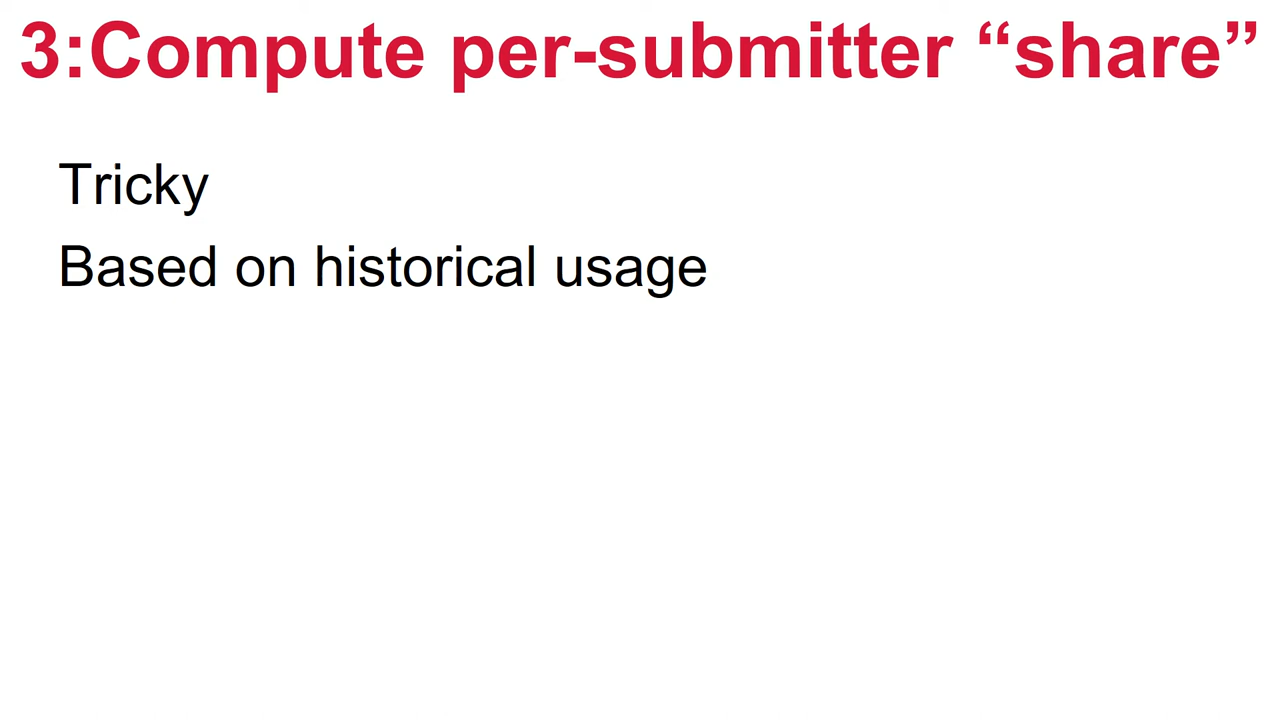 3:Compute per-submitter “share”
Tricky
Based on historical usage